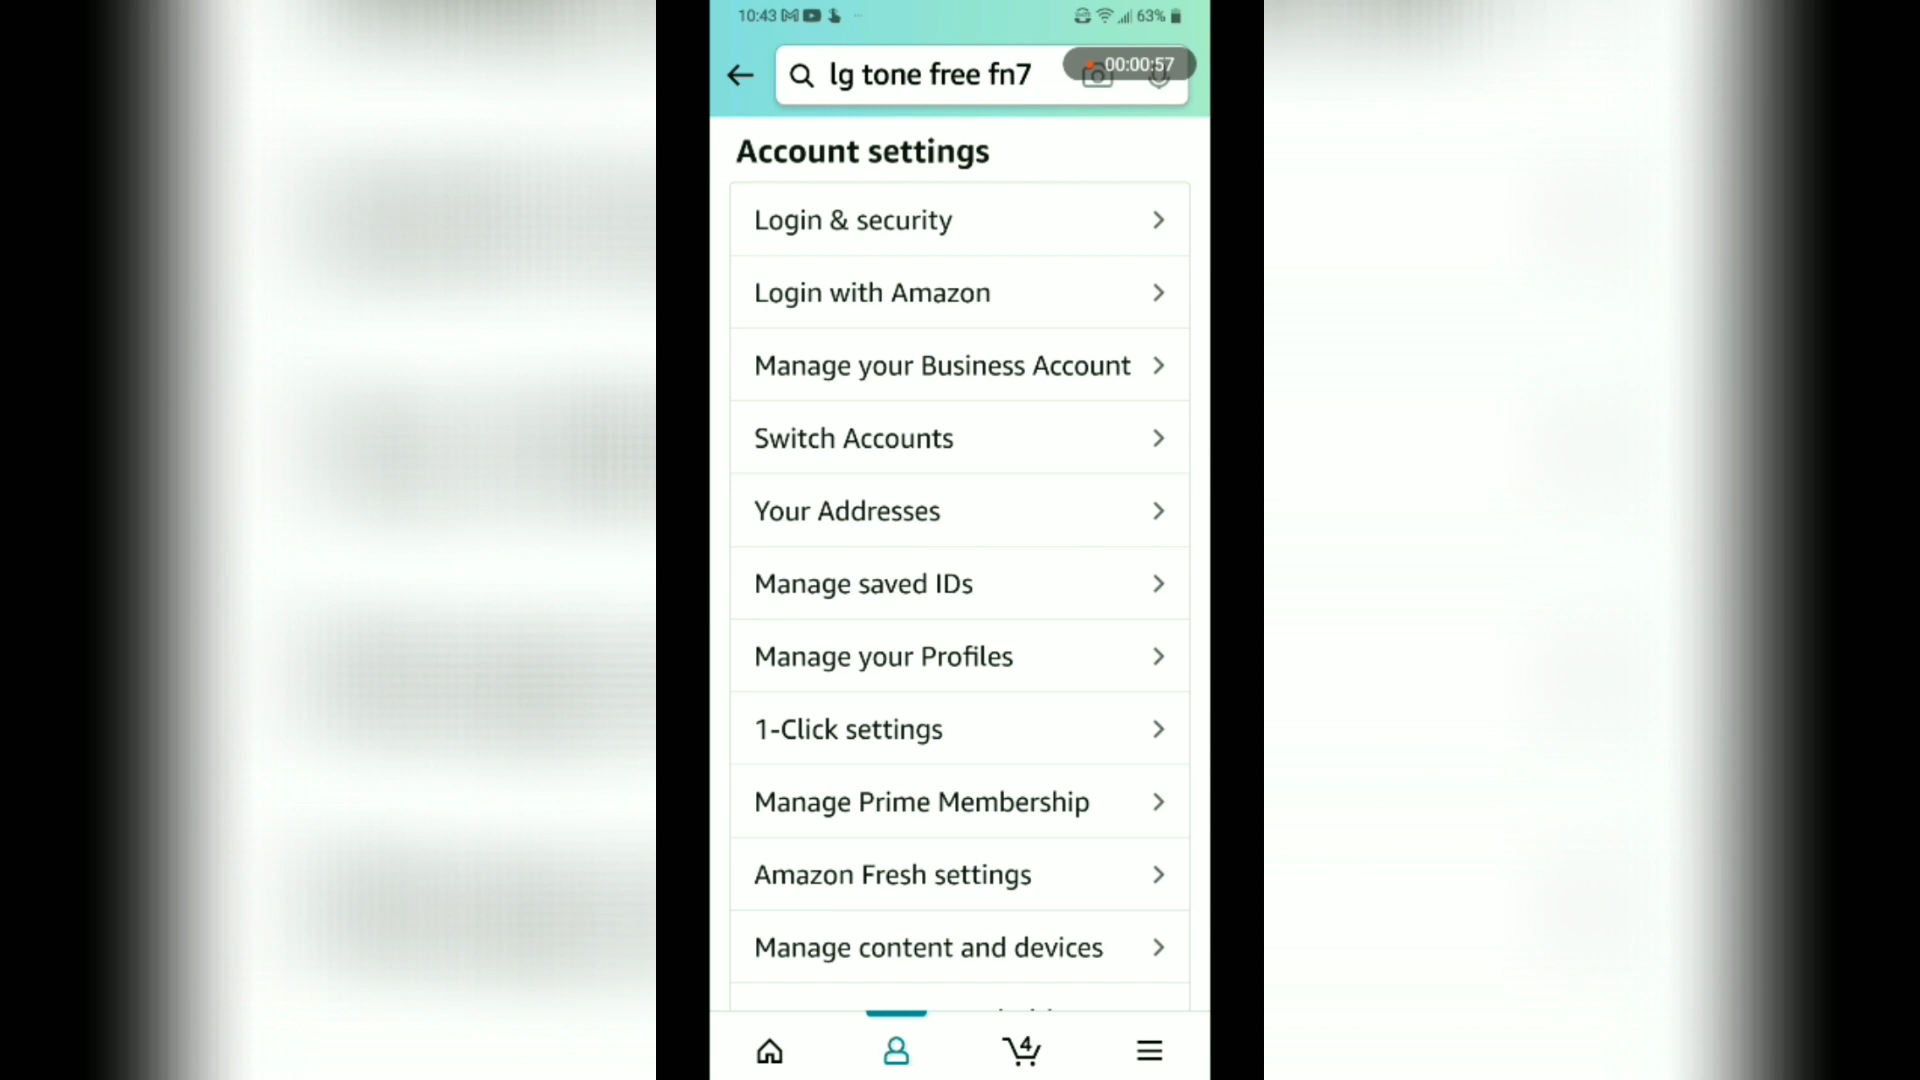 10:43 63%
lg tone free fn7 00:00:57
Account settings
Login & security
Login with Amazon
Manage your Business Account
Switch Accounts
Your Addresses
Manage saved IDs
Manage your Profiles
1-Click settings
Manage Prime Membership
Amazon Fresh settings
Manage content and devices
4